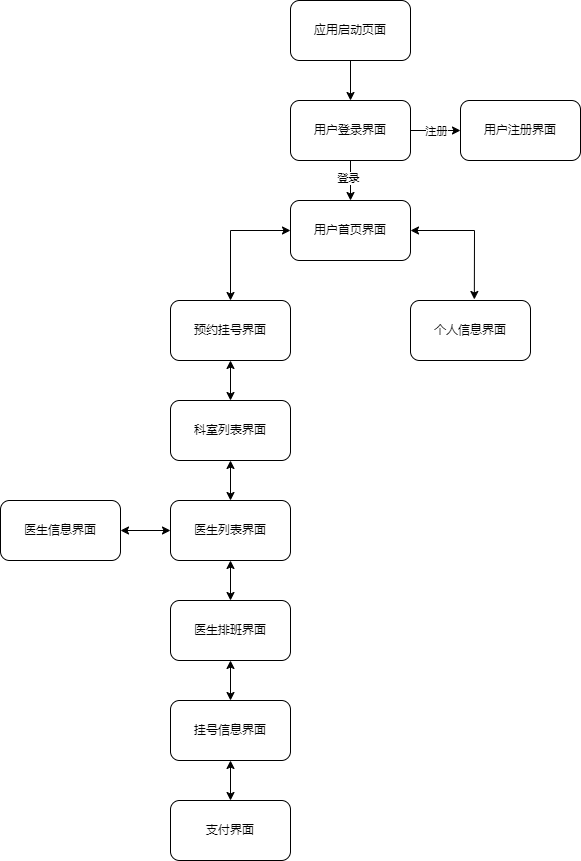 应用启动页面
用户登录界面
注册
用户注册界面
登录
用户首页界面
预约挂号界面
个人信息界面
科室列表界面
医生信息界面
医生列表界面
医生排班界面
挂号信息界面
支付界面